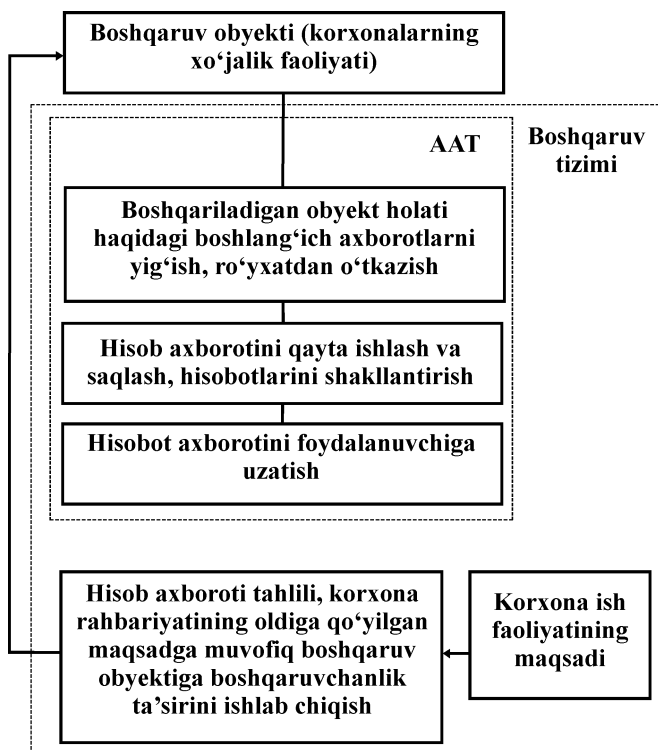 Boshqaruv obyekti (korxonalarning
xo‘jalik faoliyati)
AAT
Boshqaruv
tizimi
Boshqariladigan obyekt holati
haqidagi boshlang‘ich axborotlarni
yig‘ish, ro‘yxatdan o‘tkazish
Hisob axborotini qayta ishlash va
saqlash, hisobotlarini shakllantirish
Hisobot axborotini foydalanuvchiga
uzatish
Hisob axboroti tahlili, korxona
rahbariyatining oldiga qo‘yilgan
maqsadga muvofiq boshqaruv
obyektiga boshqaruvchanlik
ta’sirini ishlab chiqish
Korxona ish
faoliyatining
maqsadi